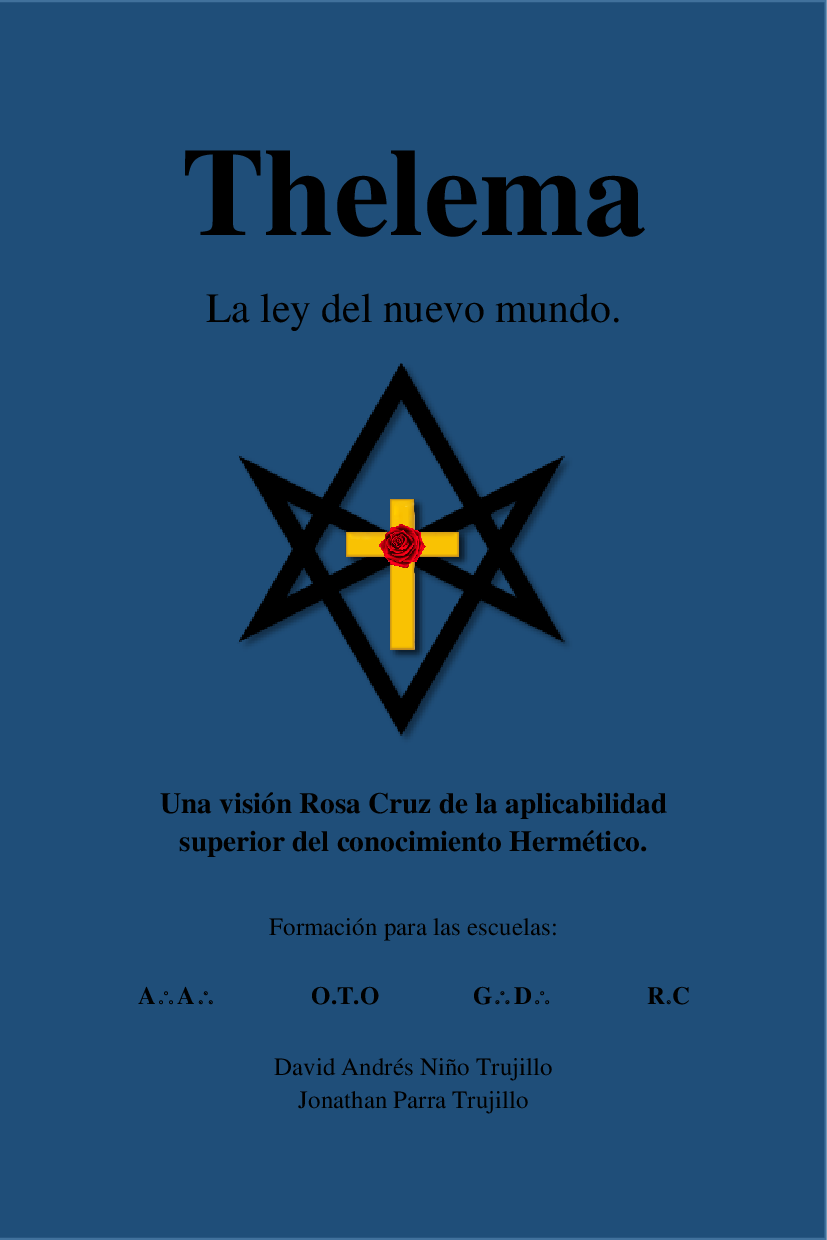 Thelema
La ley del nuevo mundo.
Una visión Rosa Cruz de la aplicabilidad
superior del conocimiento Hermético.
Formación para las escuelas:
A∴A∴ O.T.O G∴D∴ R.C
David Andrés Niño Trujillo
Jonathan Parra Trujillo